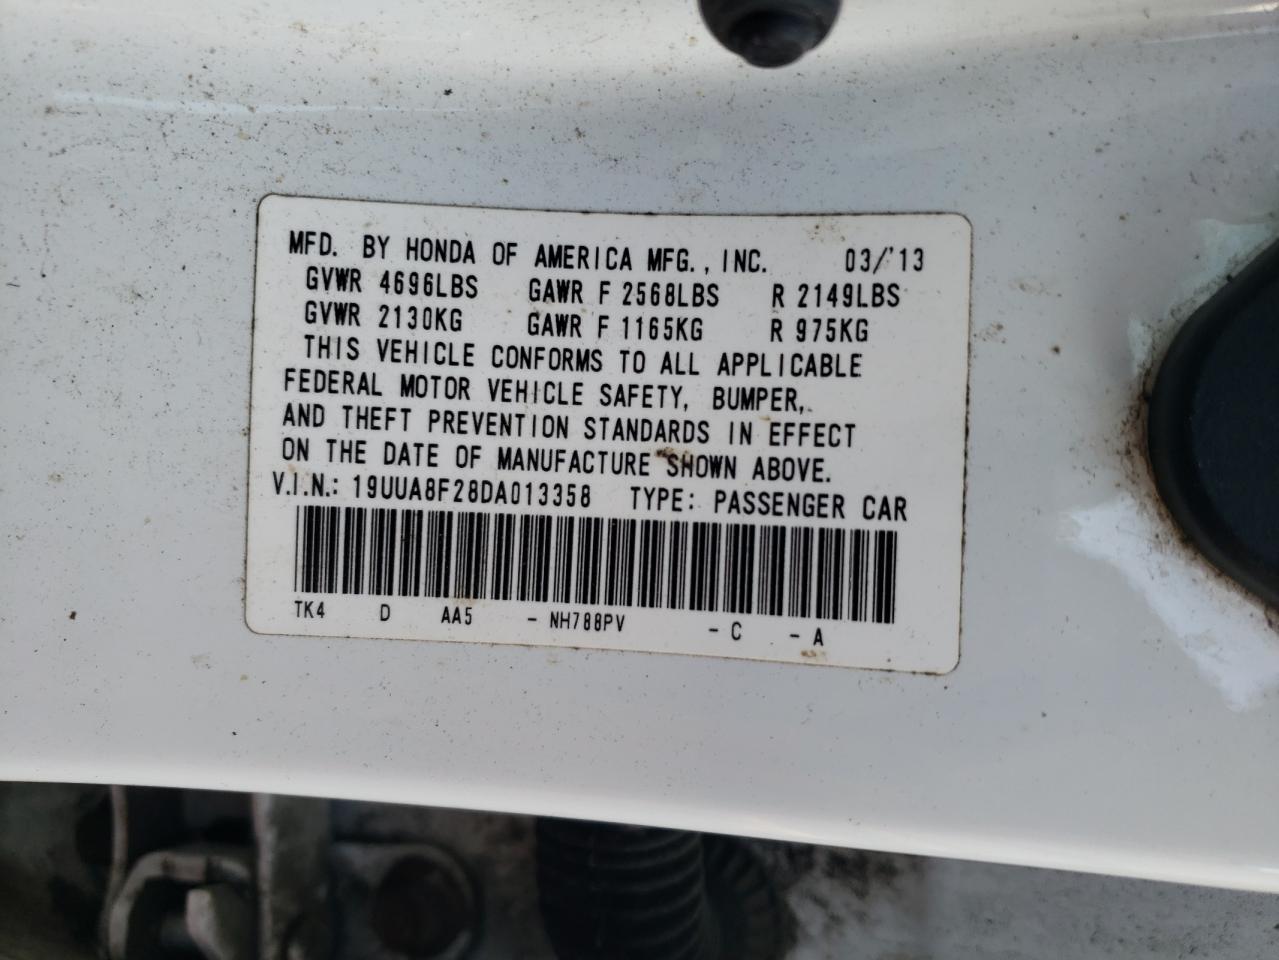 MFD. BY HONDA OF AMERICA MFG., INC. 03/'13
GVWR 4696LBS GAWR F 2568LBS R 2149LBS
GVWR 2130KG GAWR F 1165KG R 975KG
THIS VEHICLE CONFORMS TO ALL APPLICABLE
FEDERAL MOTOR VEHICLE SAFETY, BUMPER,
AND THEFT PREVENTION STANDARDS IN EFFECT
ON THE DATE OF MANUFACTURE SHOWN ABOVE.
V.I.N.: 19UUA8F28DA013358 TYPE: PASSENGER CAR
TK4 D AA5 - NH788PV - C - A